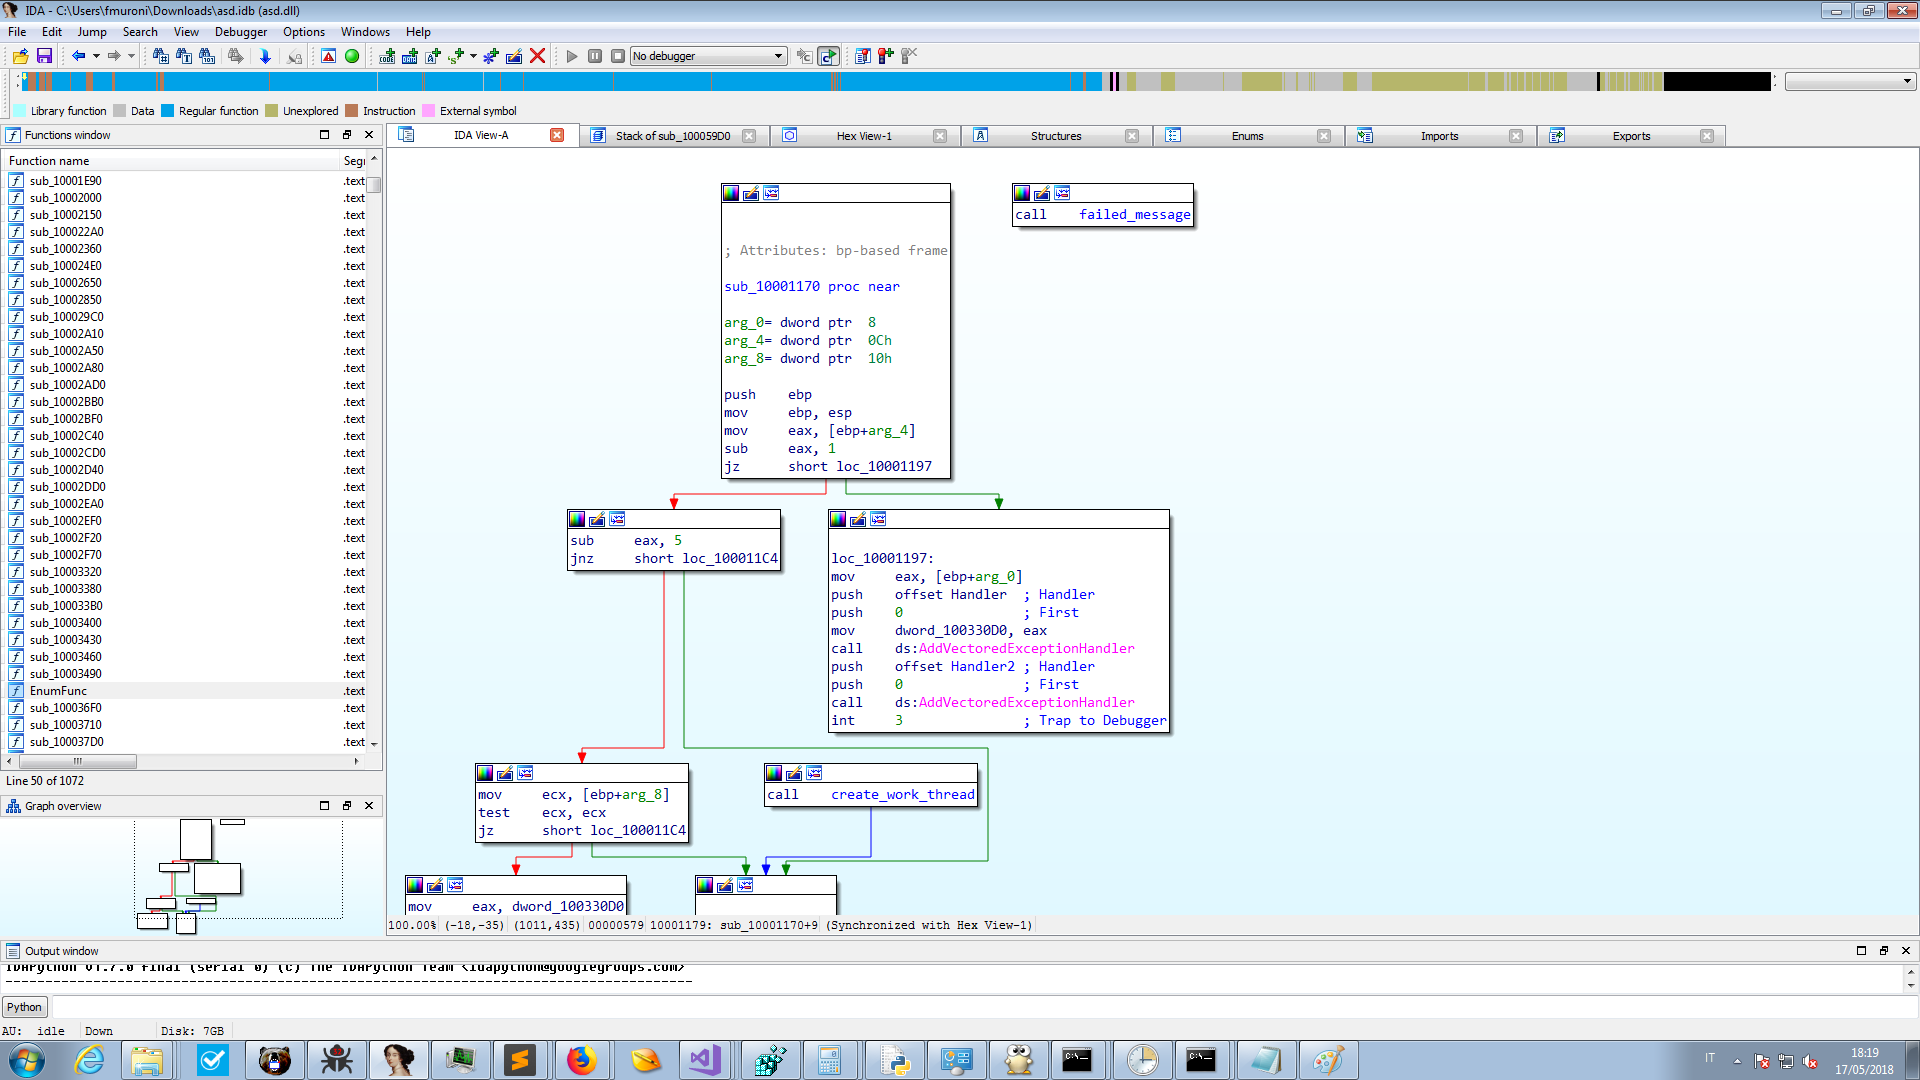 IDA - C:\Users\fmuroni\Downloads\asd.idb (asd.dll)
File Edit Jump Search View Debugger Options Windows Help
No debugger
Library function Data Regular function Unexplored Instruction External symbol
Functions window
Function name Segi
sub_10001E90 .text
sub_10002000 .text
sub_10002150 .text
sub_100022A0 .text
sub_10002360 .text
sub_100024E0 .text
sub_10002650 .text
sub_10002850 .text
sub_100029C0 .text
sub_10002A10 .text
sub_10002A50 .text
sub_10002A80 .text
sub_10002AD0 .text
sub_10002BB0 .text
sub_10002BF0 .text
sub_10002C40 .text
sub_10002CD0 .text
sub_10002D40 .text
sub_10002DD0 .text
sub_10002EA0 .text
sub_10002EF0 .text
sub_10002F20 .text
sub_10002F70 .text
sub_10003320 .text
sub_10003380 .text
sub_100033B0 .text
sub_10003400 .text
sub_10003430 .text
sub_10003460 .text
sub_10003490 .text
EnumFunc .text
sub_100036F0 .text
sub_10003710 .text
sub_100037D0 .text
Line 50 of 1072
Graph overview
IDA View-A Stack of sub_100059D0 Hex View-1 Structures Enums Imports Exports
; Attributes: bp-based frame
sub_10001170 proc near
arg_0= dword ptr 8
arg_4= dword ptr 0Ch
arg_8= dword ptr 10h
push ebp
mov ebp, esp
mov eax, [ebp+arg_4]
sub eax, 1
jz short loc_10001197
call failed_message
sub eax, 5
jnz short loc_100011C4
loc_10001197:
mov eax, [ebp+arg_0]
push offset Handler ; Handler
push 0 ; First
mov dword_100330D0, eax
call ds:AddVectoredExceptionHandler
push offset Handler2 ; Handler
push 0 ; First
call ds:AddVectoredExceptionHandler
int 3 ; Trap to Debugger
mov ecx, [ebp+arg_8]
test ecx, ecx
jz short loc_100011C4
call create_work_thread
mov eax, dword_100330D0
100.00% (-18,-35) (1011,435) 00000579 10001179: sub_10001170+9 (Synchronized with Hex View-1)
Output window
IDAPython v1.7.0 final (serial 0) (c) The IDAPython Team <idapython@googlegroups.com>
Python
AU: idle Down Disk: 7GB
IT
18:19
17/05/2018